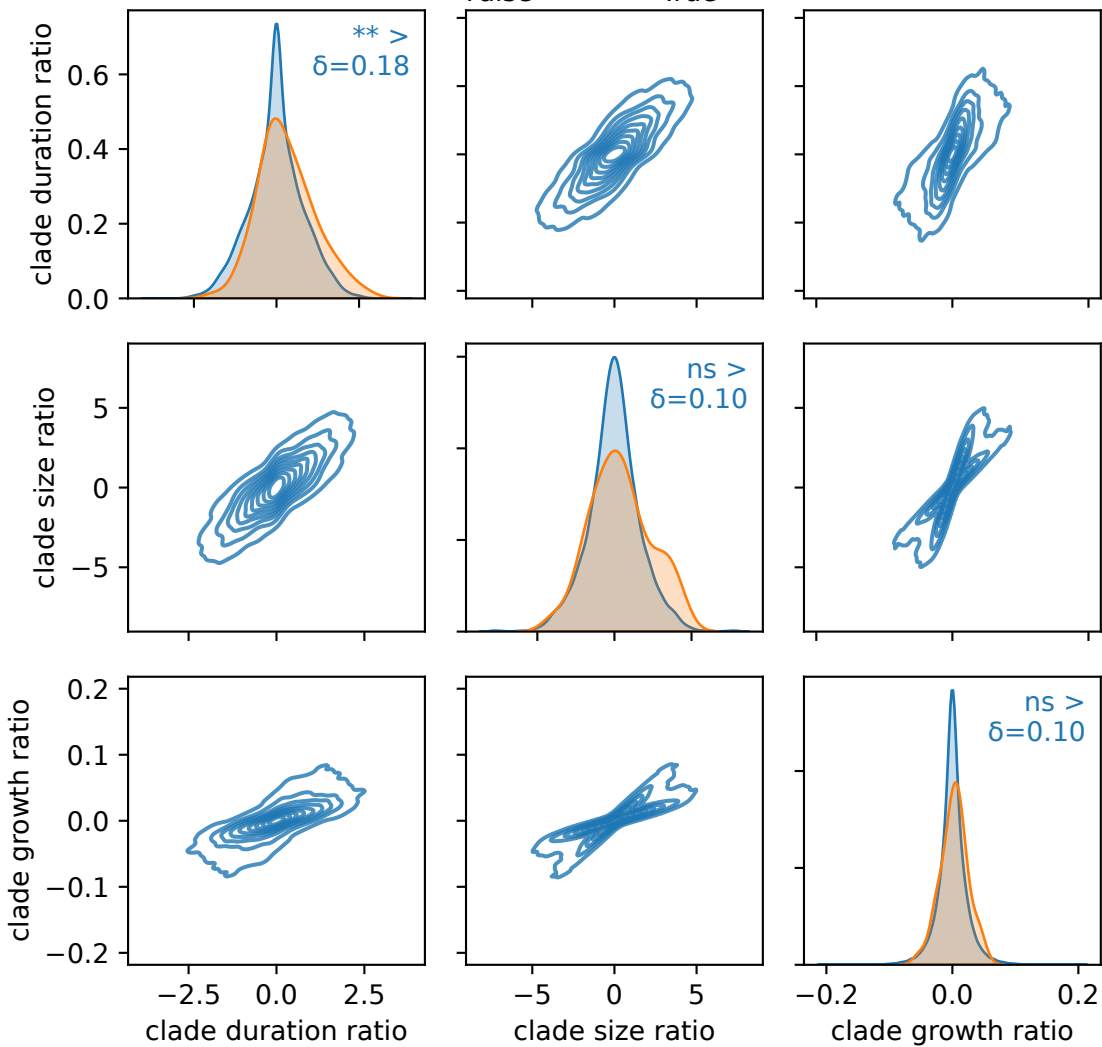 clade duration ratio
0.6
0.4
0.2
0.0
** >
δ=0.18
clade size ratio
5
0
−5
ns >
δ=0.10
clade growth ratio
0.2
0.1
0.0
−0.1
−0.2
ns >
δ=0.10
−2.5 0.0 2.5
−5 0 5
−0.2 0.0 0.2
clade duration ratio
clade size ratio
clade growth ratio